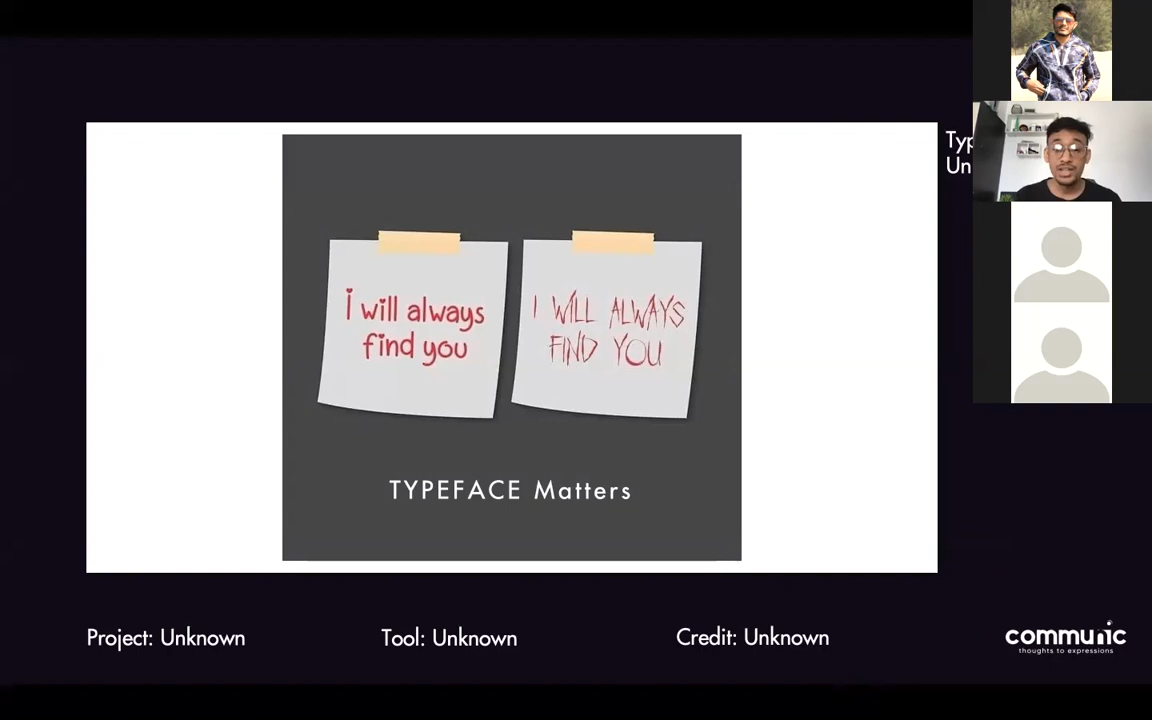 I will always
find you
I WILL ALWAYS
FIND YOU
TYPEFACE Matters
Project: Unknown
Tool: Unknown
Credit: Unknown
communic
thoughts to expressions